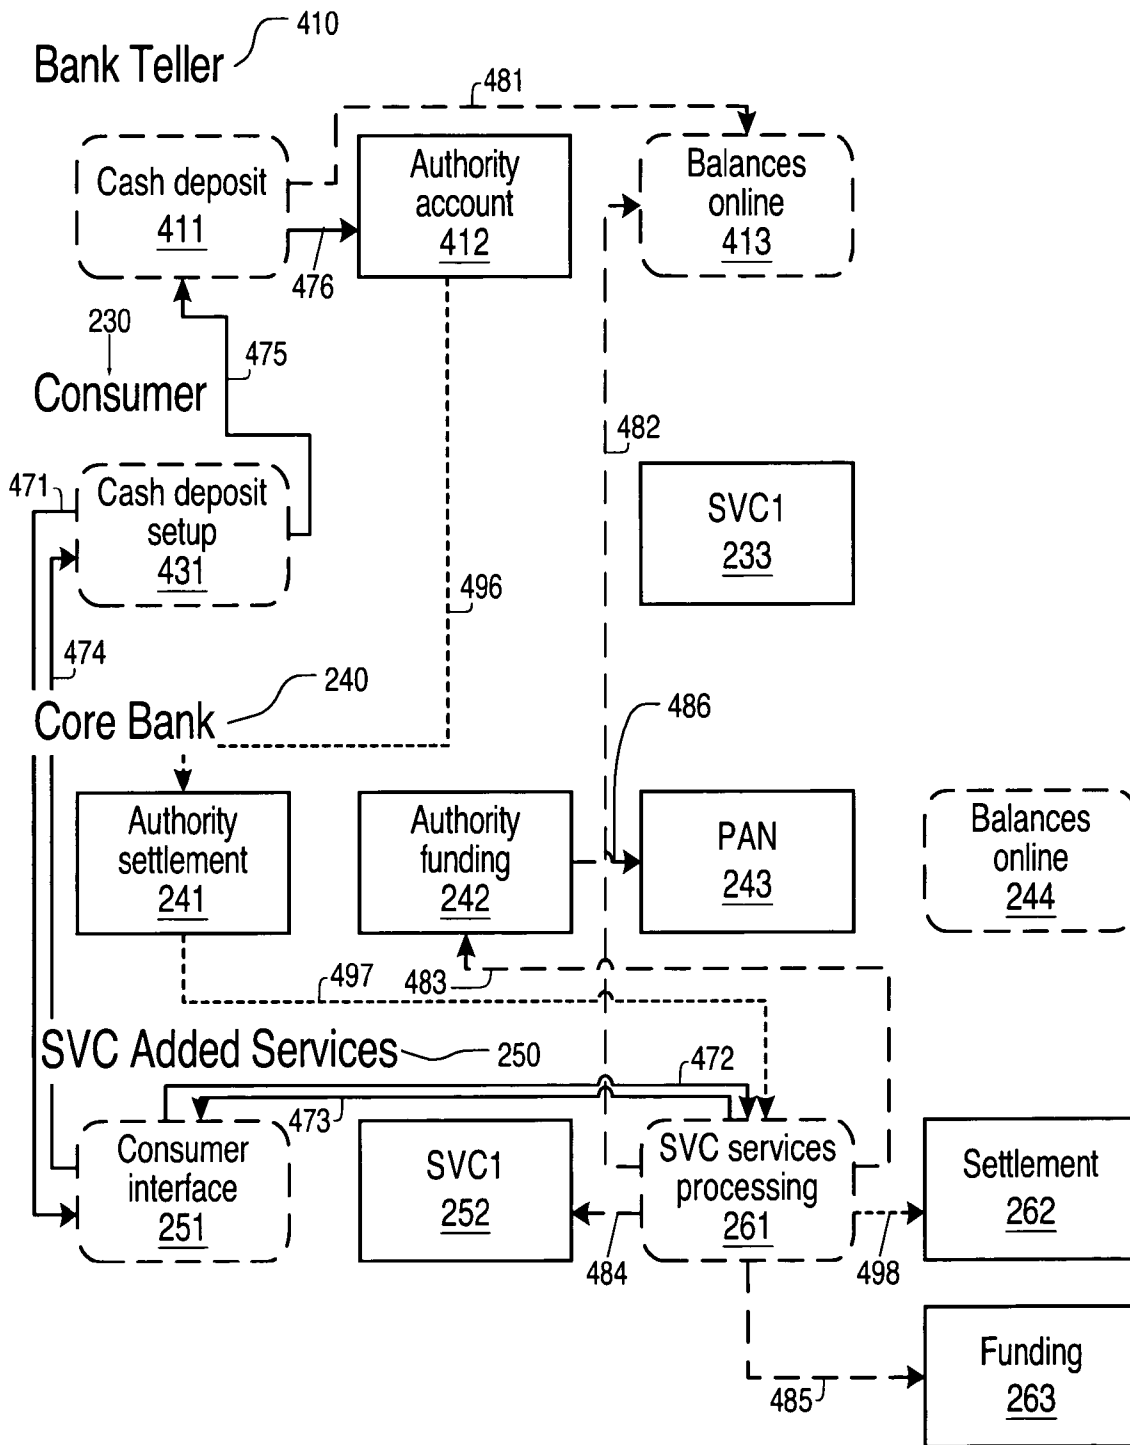 410
Bank Teller
481
Cash deposit
411
Authority
account
412
Balances
online
413
476
230
475
Consumer
482
471
Cash deposit
setup
431
SVC1
233
496
474
240
Core Bank
486
Authority
settlement
241
Authority
funding
242
PAN
243
Balances
online
244
497
483
SVC Added Services
250
472
473
Consumer
interface
251
SVC1
252
SVC services
processing
261
Settlement
262
484
498
Funding
263
485